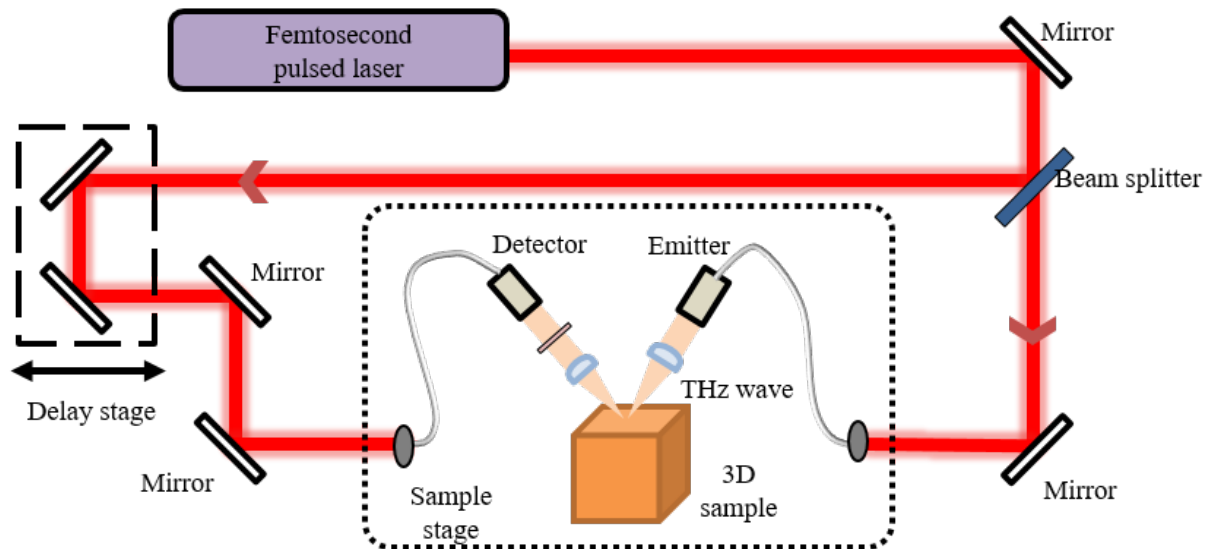 Femtosecond
pulsed laser
Mirror
Beam splitter
Detector
Emitter
Mirror
THz wave
Delay stage
Mirror
Sample
stage
3D
sample
Mirror